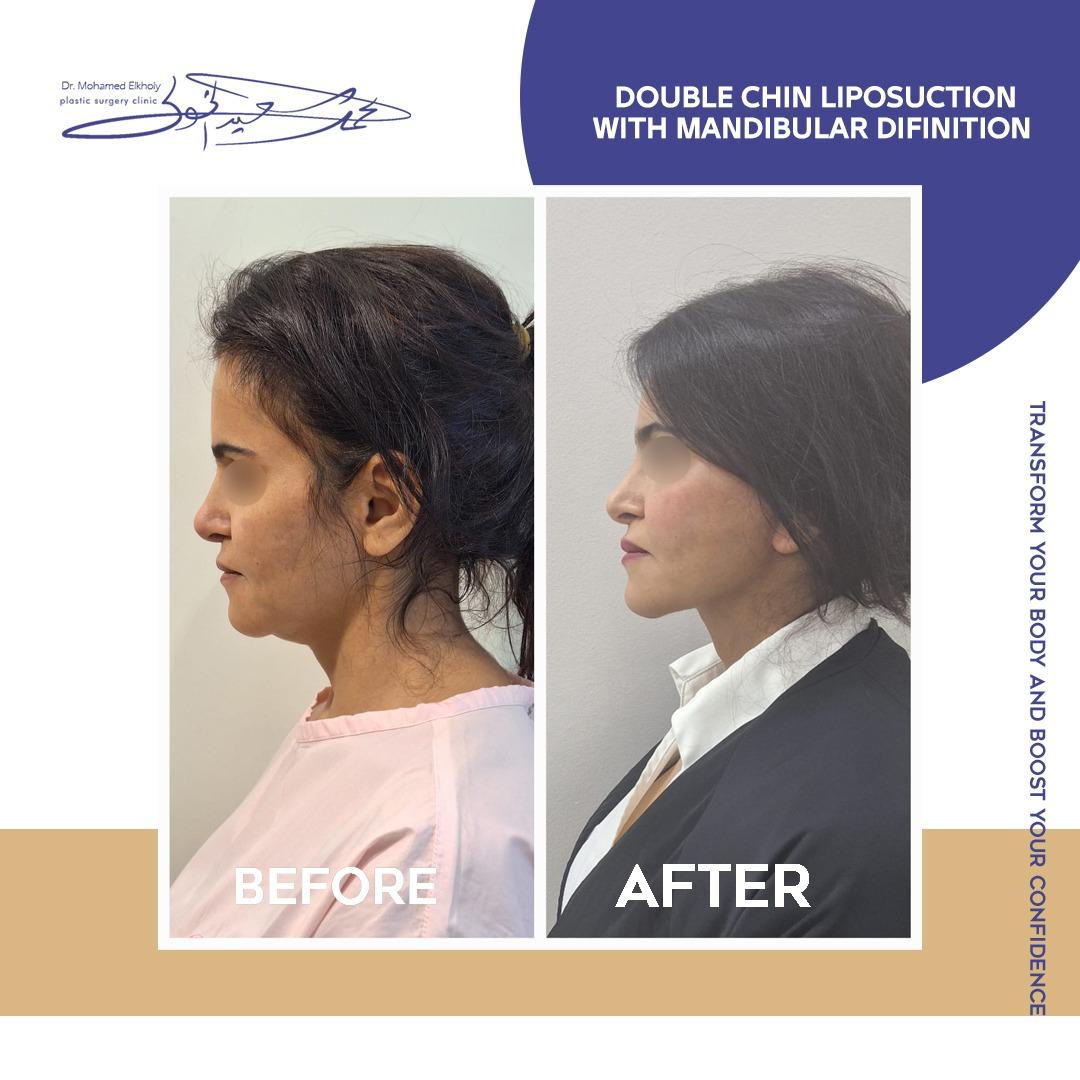 Dr. Mohamed Elkholy
plastic surgery clinic
DOUBLE CHIN LIPOSUCTION
WITH MANDIBULAR DIFINITION
BEFORE
AFTER
TRANSFORM YOUR BODY AND BOOST YOUR CONFIDENCE